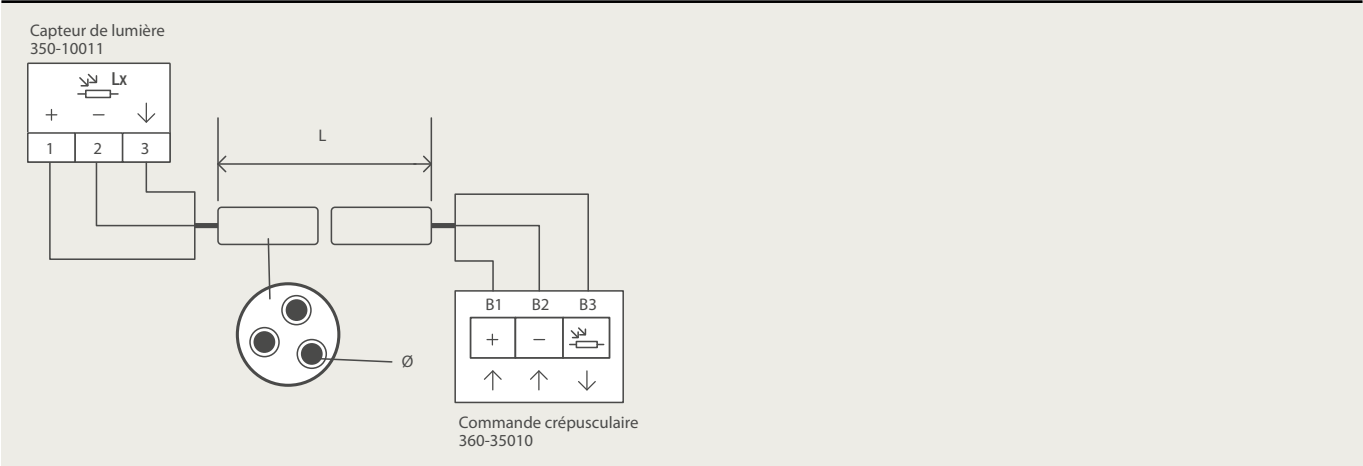 Capteur de lumière
350-10011
Lx
+ −
1 2 3
L
B1 B2 B3
+ −
Ø
Commande crépusculaire
360-35010